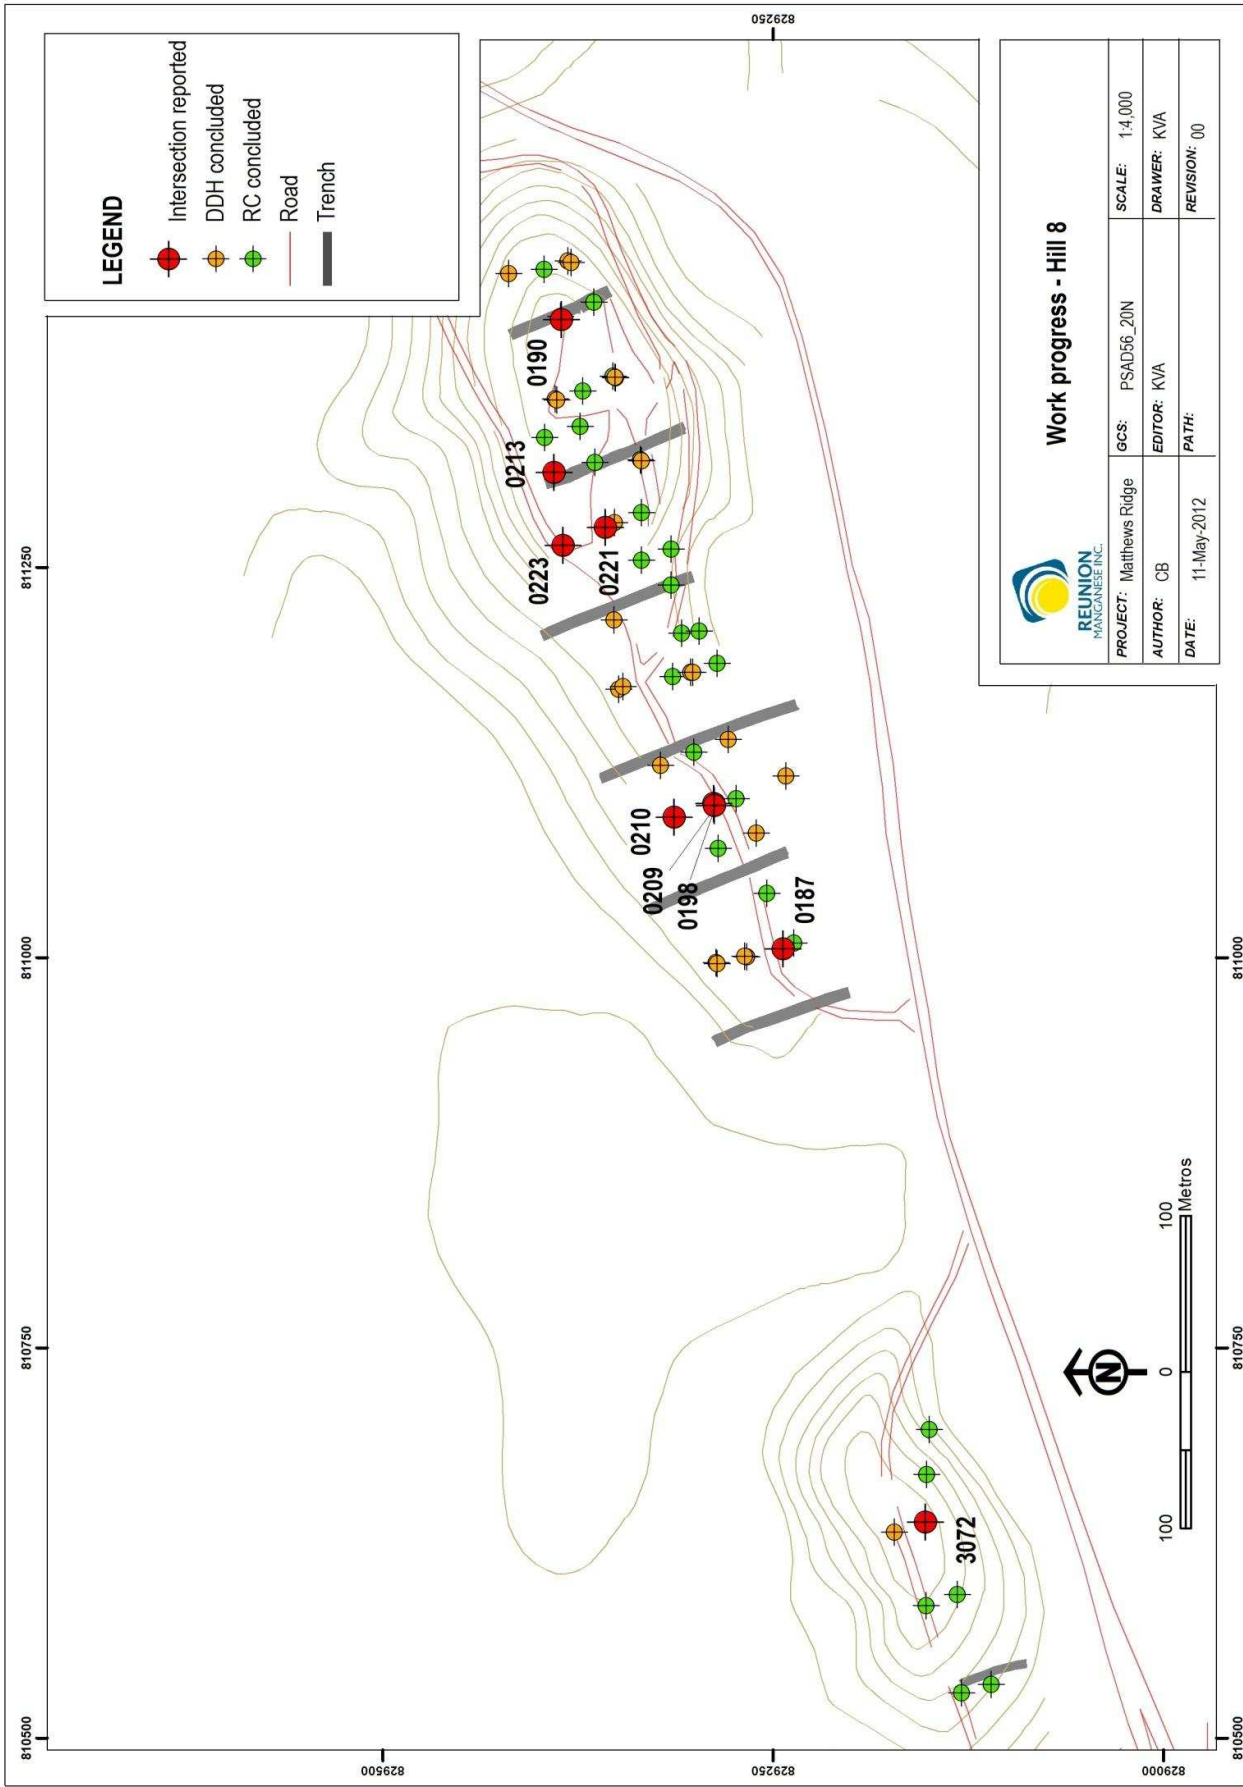 LEGEND
Intersection reported
DDH concluded
RC concluded
Road
Trench
810500
810750
811000
811250
829500
829500
829250
829250
829000
810500
810750
811000
0190
0213
0223
0221
0210
0209
0198
0187
3072
N
100 0 100
Metros
Work progress - Hill 8
REUNION
MANGANESE INC.
PROJECT: Matthews Ridge GCS: PSAD56_20N SCALE: 1:4,000
AUTHOR: CB EDITOR: KVA DRAWER: KVA
DATE: 11-May-2012 PATH: REVISION: 00